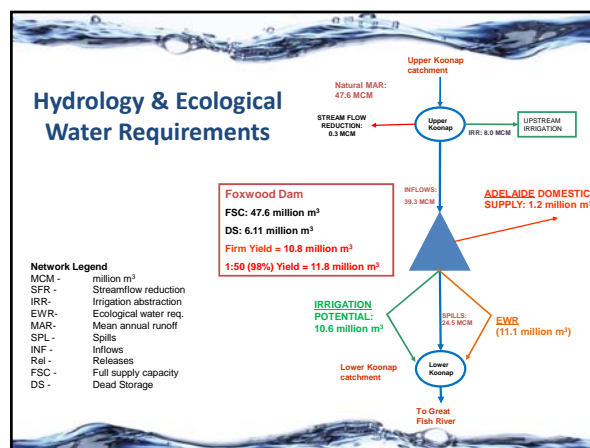 Hydrology & Ecological
Water Requirements
Upper Koonap
catchment
Natural MAR:
47.6 MCM
STREAM FLOW
REDUCTION:
0.3 MCM
Upper
Koonap
IRR: 8.0 MCM
UPSTREAM
IRRIGATION
INFLOWS:
39.3 MCM
ADELAIDE DOMESTIC
SUPPLY: 1.2 million m³
Foxwood Dam
FSC: 47.6 million m³
DS: 6.11 million m³
Firm Yield = 10.8 million m³
1:50 (98%) Yield = 11.8 million m³
Network Legend
MCM - million m³
SFR - Streamflow reduction
IRR- Irrigation abstraction
EWR- Ecological water req.
MAR- Mean annual runoff
SPL - Spills
INF - Inflows
Rel - Releases
FSC - Full supply capacity
DS - Dead Storage
IRRIGATION
POTENTIAL:
10.6 million m³
SPILLS:
24.5 MCM
EWR
(11.1 million m³)
Lower Koonap
catchment
Lower
Koonap
To Great
Fish River